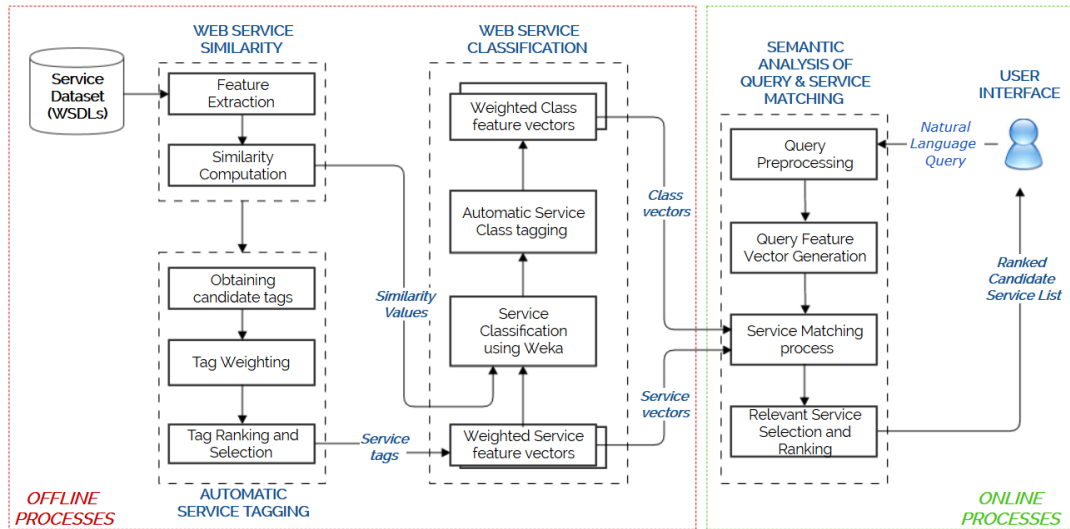 WEB SERVICE
SIMILARITY
Service
Dataset
(WSDLs)
Feature
Extraction
Similarity
Computation
Obtaining
candidate tags
Tag Weighting
Tag Ranking and
Selection
AUTOMATIC
SERVICE TAGGING
OFFLINE
PROCESSES
Similarity
Values
Service
tags
WEB SERVICE
CLASSIFICATION
Weighted Class
feature vectors
Automatic Service
Class tagging
Service
Classification
using Weka
Weighted Service
feature vectors
Class
vectors
Service
vectors
SEMANTIC
ANALYSIS OF
QUERY & SERVICE
MATCHING
Query
Preprocessing
Query Feature
Vector Generation
Service Matching
process
Relevant Service
Selection and
Ranking
USER
INTERFACE
Natural
Language
Query
Ranked
Candidate
Service List
ONLINE
PROCESSES